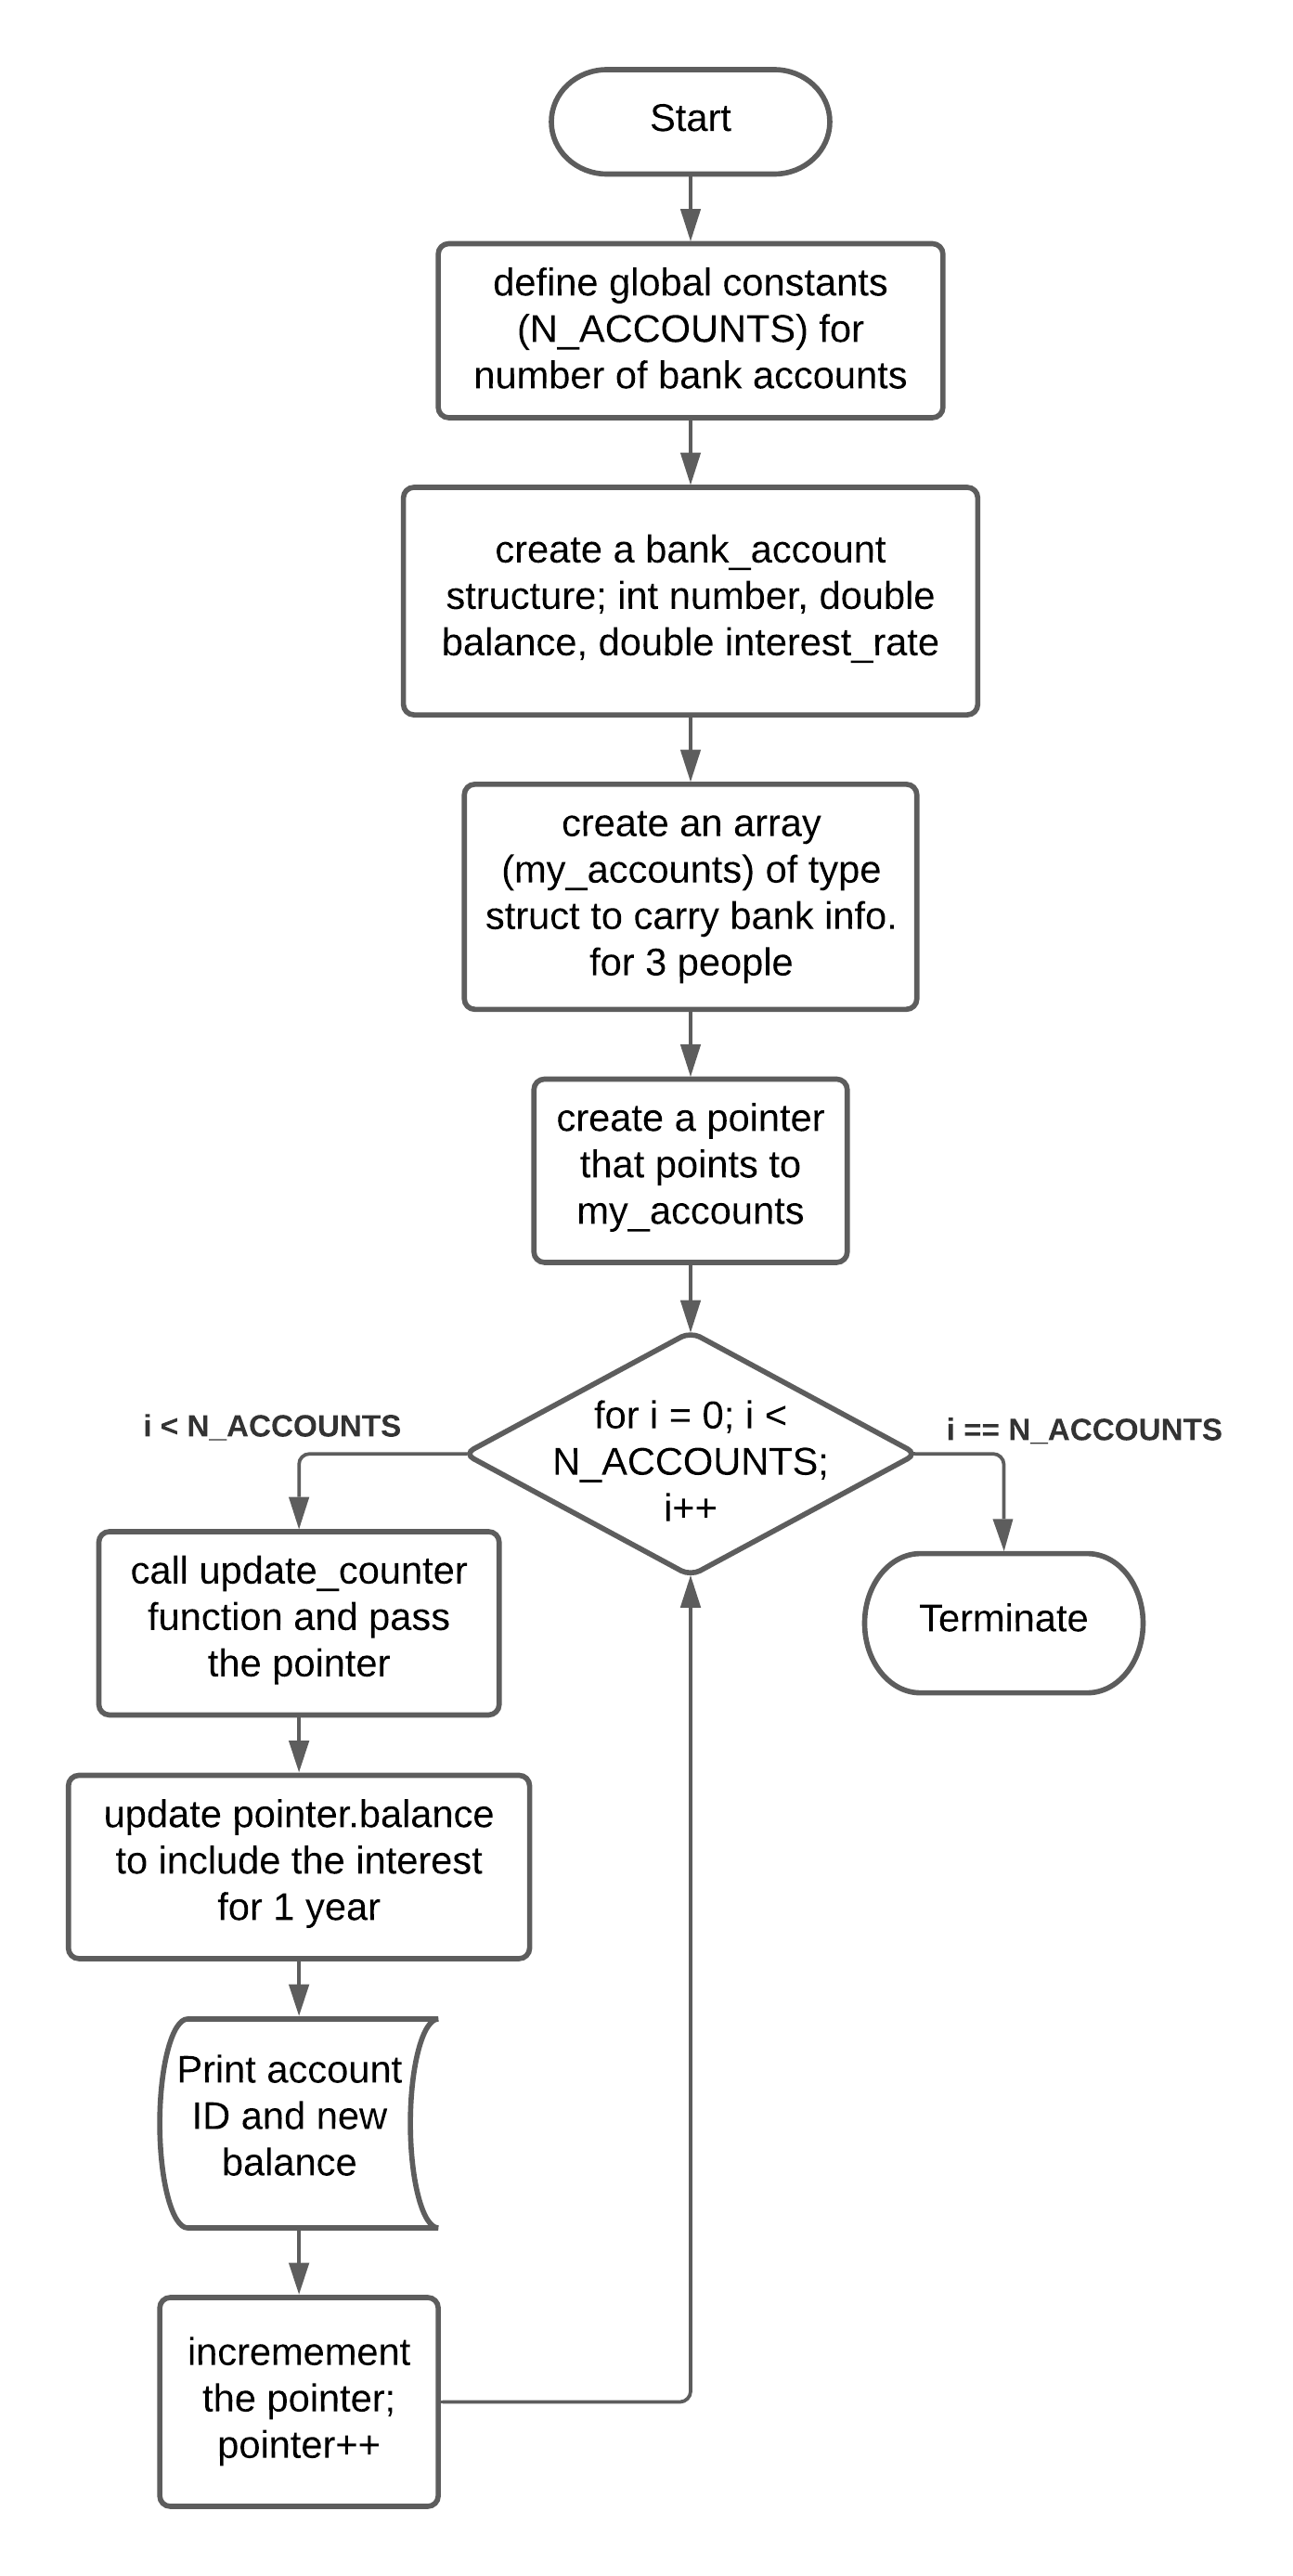 Start
define global constants
(N_ACCOUNTS) for
number of bank accounts
create a bank_account
structure; int number, double
balance, double interest_rate
create an array
(my_accounts) of type
struct to carry bank info.
for 3 people
create a pointer
that points to
my_accounts
for i = 0; i <
N_ACCOUNTS;
i++
i < N_ACCOUNTS
i == N_ACCOUNTS
call update_counter
function and pass
the pointer
Terminate
update pointer.balance
to include the interest
for 1 year
Print account
ID and new
balance
incremement
the pointer;
pointer++